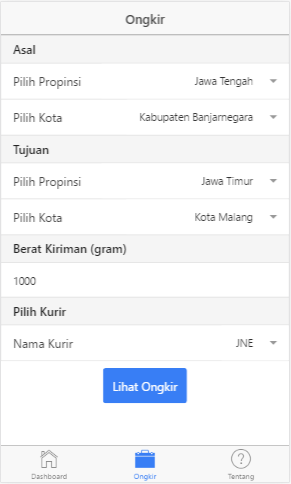 Ongkir
Asal
Pilih Propinsi Jawa Tengah
Pilih Kota Kabupaten Banjarnegara
Tujuan
Pilih Propinsi Jawa Timur
Pilih Kota Kota Malang
Berat Kiriman (gram)
1000
Pilih Kurir
Nama Kurir JNE
Lihat Ongkir
Dashboard Ongkir Tentang